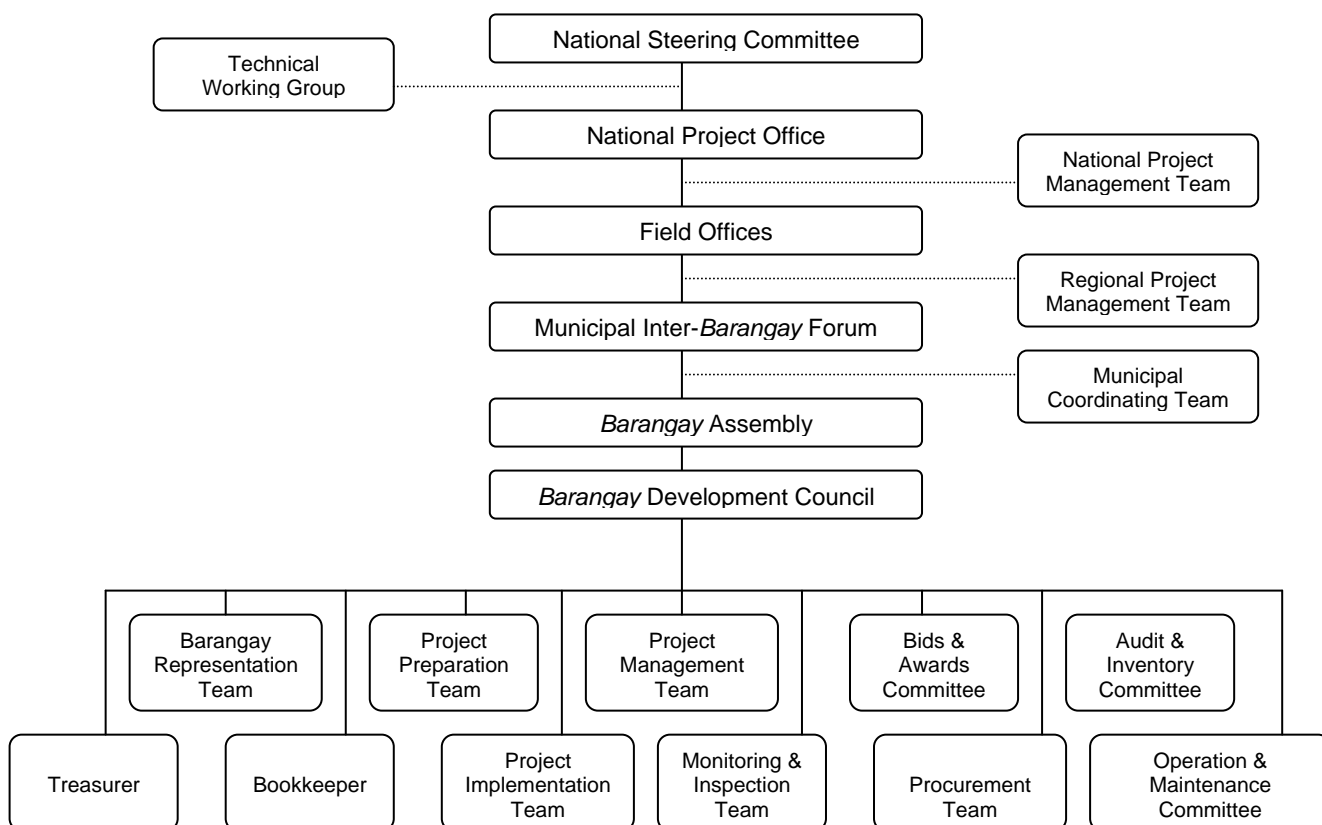 National Steering Committee
Technical
Working Group
National Project Office
National Project
Management Team
Field Offices
Regional Project
Management Team
Municipal Inter-Barangay Forum
Municipal
Coordinating Team
Barangay Assembly
Barangay Development Council
Barangay
Representation
Team
Project
Preparation
Team
Project
Management
Team
Bids &
Awards
Committee
Audit &
Inventory
Committee
Treasurer
Bookkeeper
Project
Implementation
Team
Monitoring &
Inspection
Team
Procurement
Team
Operation &
Maintenance
Committee